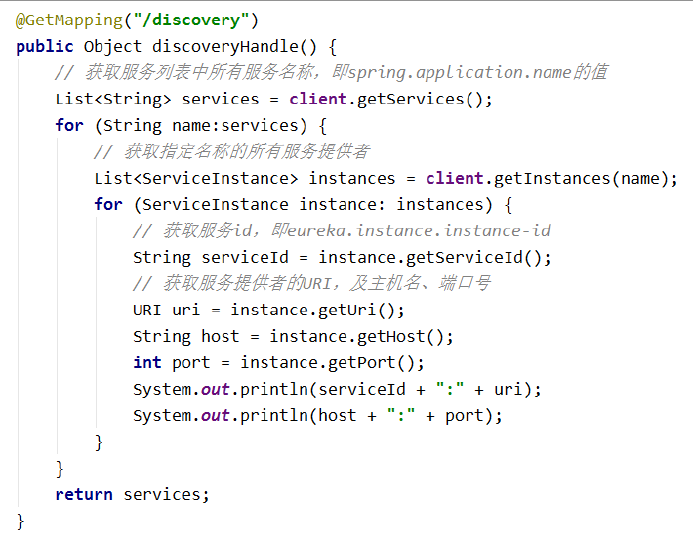 @GetMapping("/discovery")
public Object discoveryHandle() {
// 获取服务列表中所有服务名称，即spring.application.name的值
List<String> services = client.getServices();
for (String name:services) {
// 获取指定名称的所有服务提供者
List<ServiceInstance> instances = client.getInstances(name);
for (ServiceInstance instance: instances) {
// 获取服务id，即eureka.instance.instance-id
String serviceId = instance.getServiceId();
// 获取服务提供者的URI，及主机名、端口号
URI uri = instance.getUri();
String host = instance.getHost();
int port = instance.getPort();
System.out.println(serviceId + ":" + uri);
System.out.println(host + ":" + port);
}
}
return services;
}